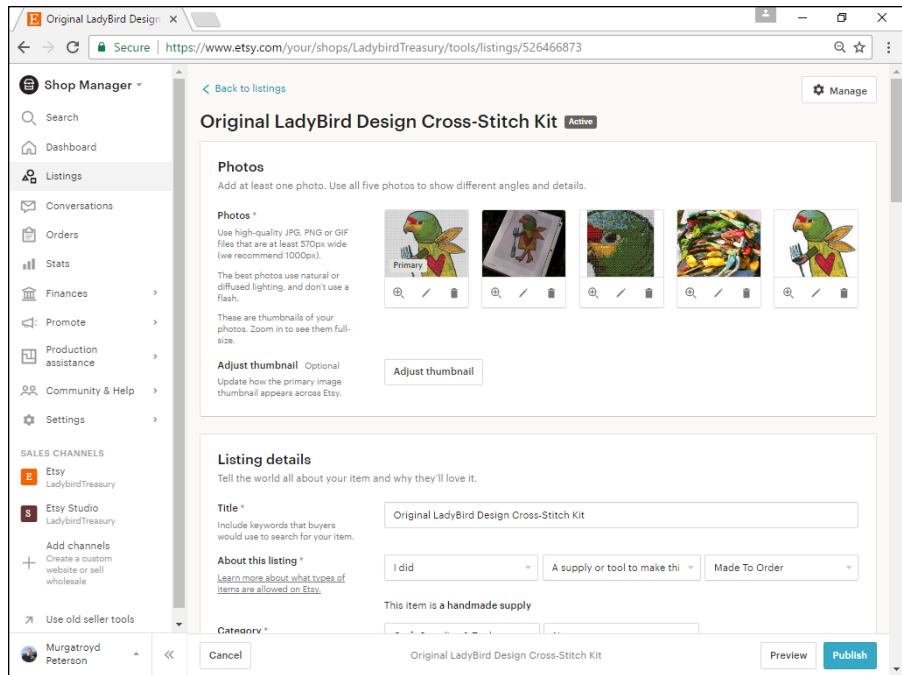 Original LadyBird Design
Secure https://www.etsy.com/your/shops/LadybirdTreasury/tools/listings/526466873
Shop Manager
Search
Dashboard
Listings
Conversations
Orders
Stats
Finances
Promote
Production
assistance
Community & Help
Settings
SALES CHANNELS
E
Etsy
LadybirdTreasury
S
Etsy Studio
LadybirdTreasury
Add channels
Create a custom
website or sell
wholesale
Use old seller tools
Murgatroyd
Peterson
Back to listings
Manage
Original LadyBird Design Cross-Stitch Kit Active
Photos
Add at least one photo. Use all five photos to show different angles and details.
Photos *
Use high-quality JPG, PNG or GIF
files that are at least 570px wide
(we recommend 1000px).
The best photos use natural or
diffused lighting, and don't use a
flash.
These are thumbnails of your
photos. Zoom in to see them full-
size.
Primary
Adjust thumbnail Optional
Update how the primary image
thumbnail appears across Etsy.
Adjust thumbnail
Listing details
Tell the world all about your item and why they'll love it.
Title *
Include keywords that buyers
would use to search for your item.
Original LadyBird Design Cross-Stitch Kit
About this listing *
Learn more about what types of
items are allowed on Etsy.
I did
A supply or tool to make thi
Made To Order
This item is a handmade supply
Category *
Cancel
Original LadyBird Design Cross-Stitch Kit
Preview
Publish